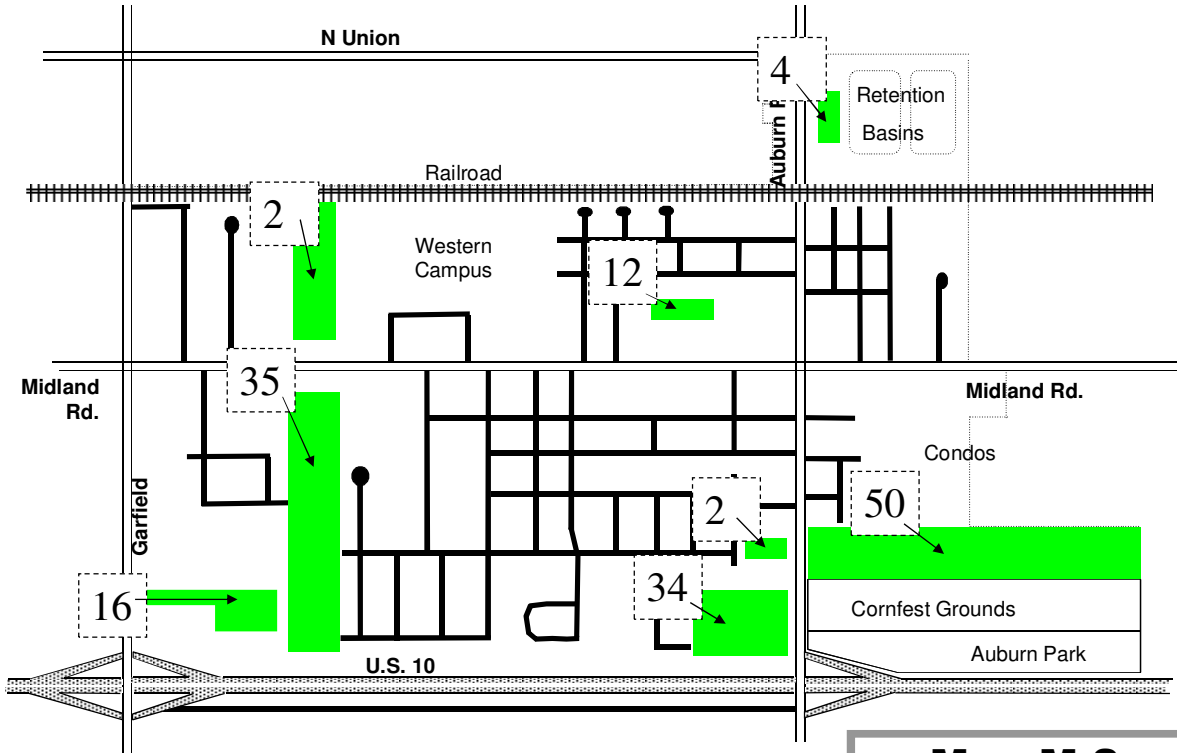 N Union
4
Retention
Basins
Auburn
Railroad
2
Western
Campus
12
Midland
Rd.
35
Midland Rd.
Condos
Garfield
2
50
16
34
Cornfest Grounds
Auburn Park
U.S. 10